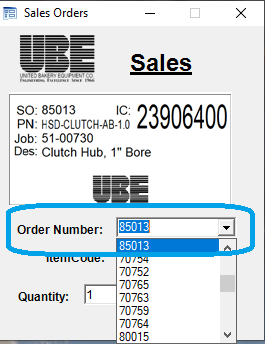 Sales Orders
UBE
UNITED BAKERY EQUIPMENT CO.
ENGINEERING EXCELLENCE Since 1966
Sales
SO: 85013 IC: 23906400
PN: HSD-CLUTCH-AB-1.0
Job: 51-00730
Des: Clutch Hub, 1" Bore
UBE
Order Number: 85013
85013
ItemCode: 70754
70752
70765
Quantity: 1 70763
70759
70764
80015